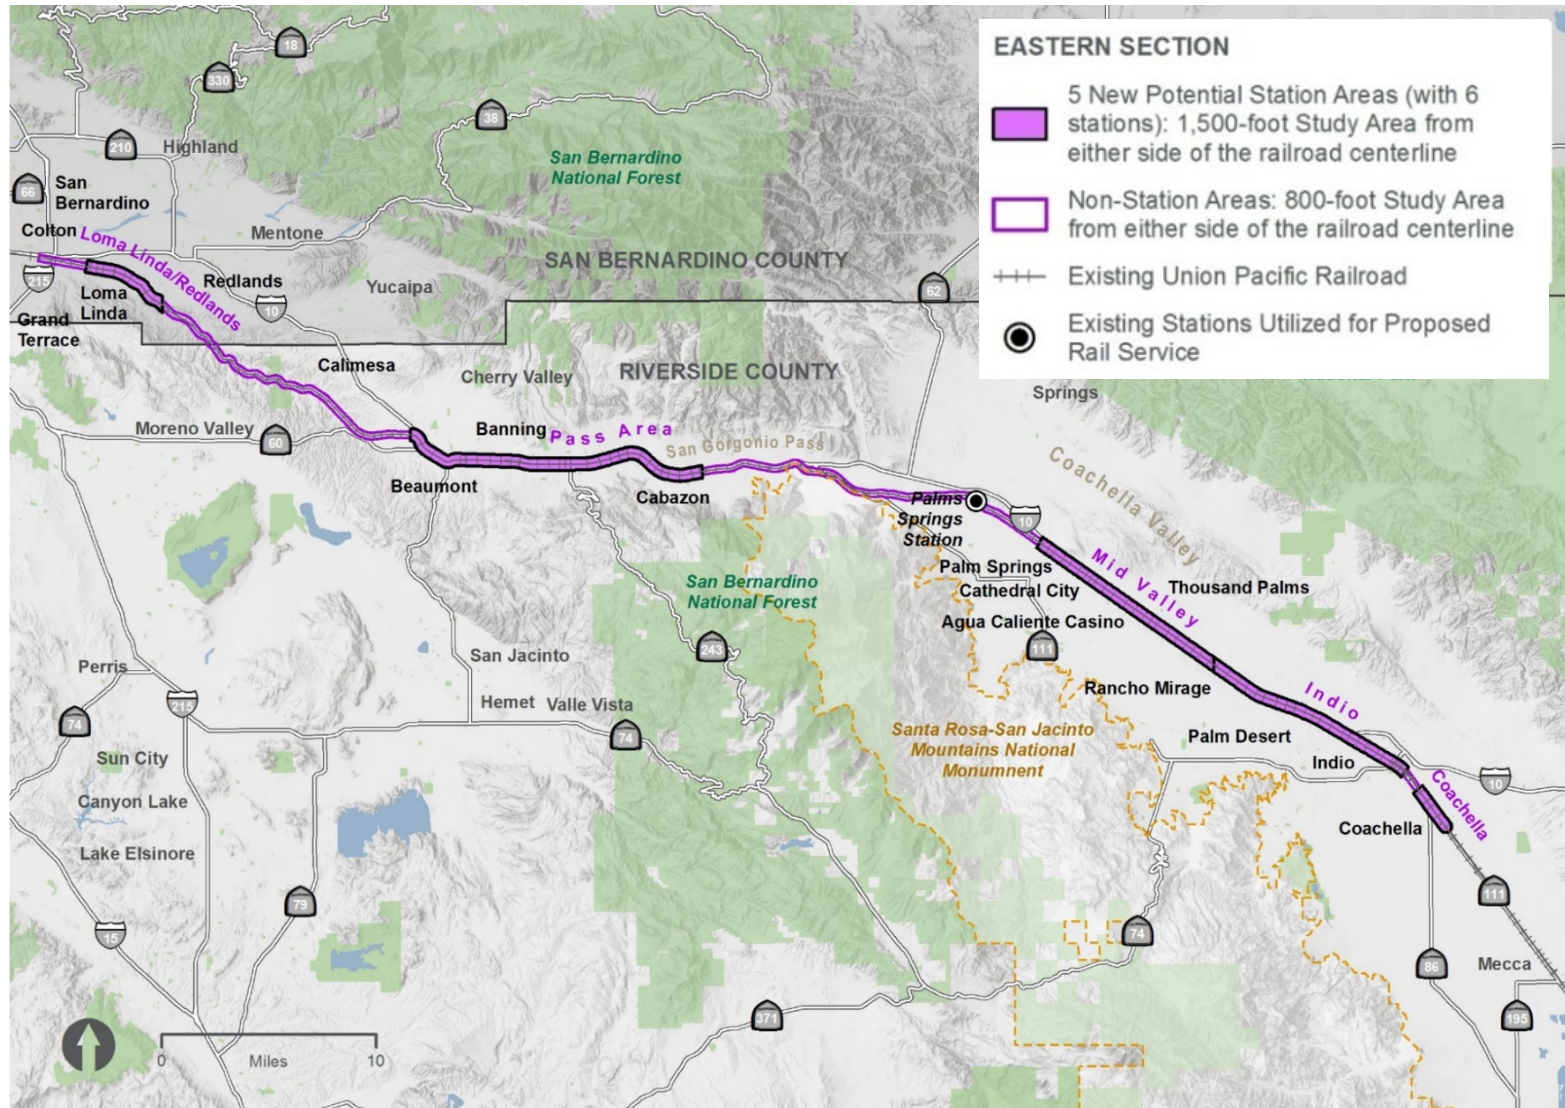 EASTERN SECTION
5 New Potential Station Areas (with 6
stations): 1,500-foot Study Area from
either side of the railroad centerline
Non-Station Areas: 800-foot Study Area
from either side of the railroad centerline
Existing Union Pacific Railroad
Existing Stations Utilized for Proposed
Rail Service
18
330
38
210
Highland
66
San
Bernardino
San Bernardino
National Forest
Colton
Loma Linda/Redlands
Mentone
SAN BERNARDINO COUNTY
215
Redlands
Yucaipa
62
Loma
Linda
10
Grand
Terrace
Calimesa
Cherry Valley
RIVERSIDE COUNTY
Springs
Moreno Valley
60
Banning
Pass Area
San Gorgonio Pass
Coachella Valley
Beaumont
Cabazon
Palms
Springs
Station
10
Mid Valley
Palm Springs
Thousand Palms
San Bernardino
National Forest
Cathedral City
Agua Caliente Casino
243
111
Perris
San Jacinto
Rancho Mirage
Indio
215
Hemet
Valle Vista
74
74
Santa Rosa-San Jacinto
Mountains National
Monumnent
Palm Desert
Sun City
Indio
10
Canyon Lake
Coachella
Coachella
Lake Elsinore
79
111
15
74
86
Mecca
371
195
0
Miles
10